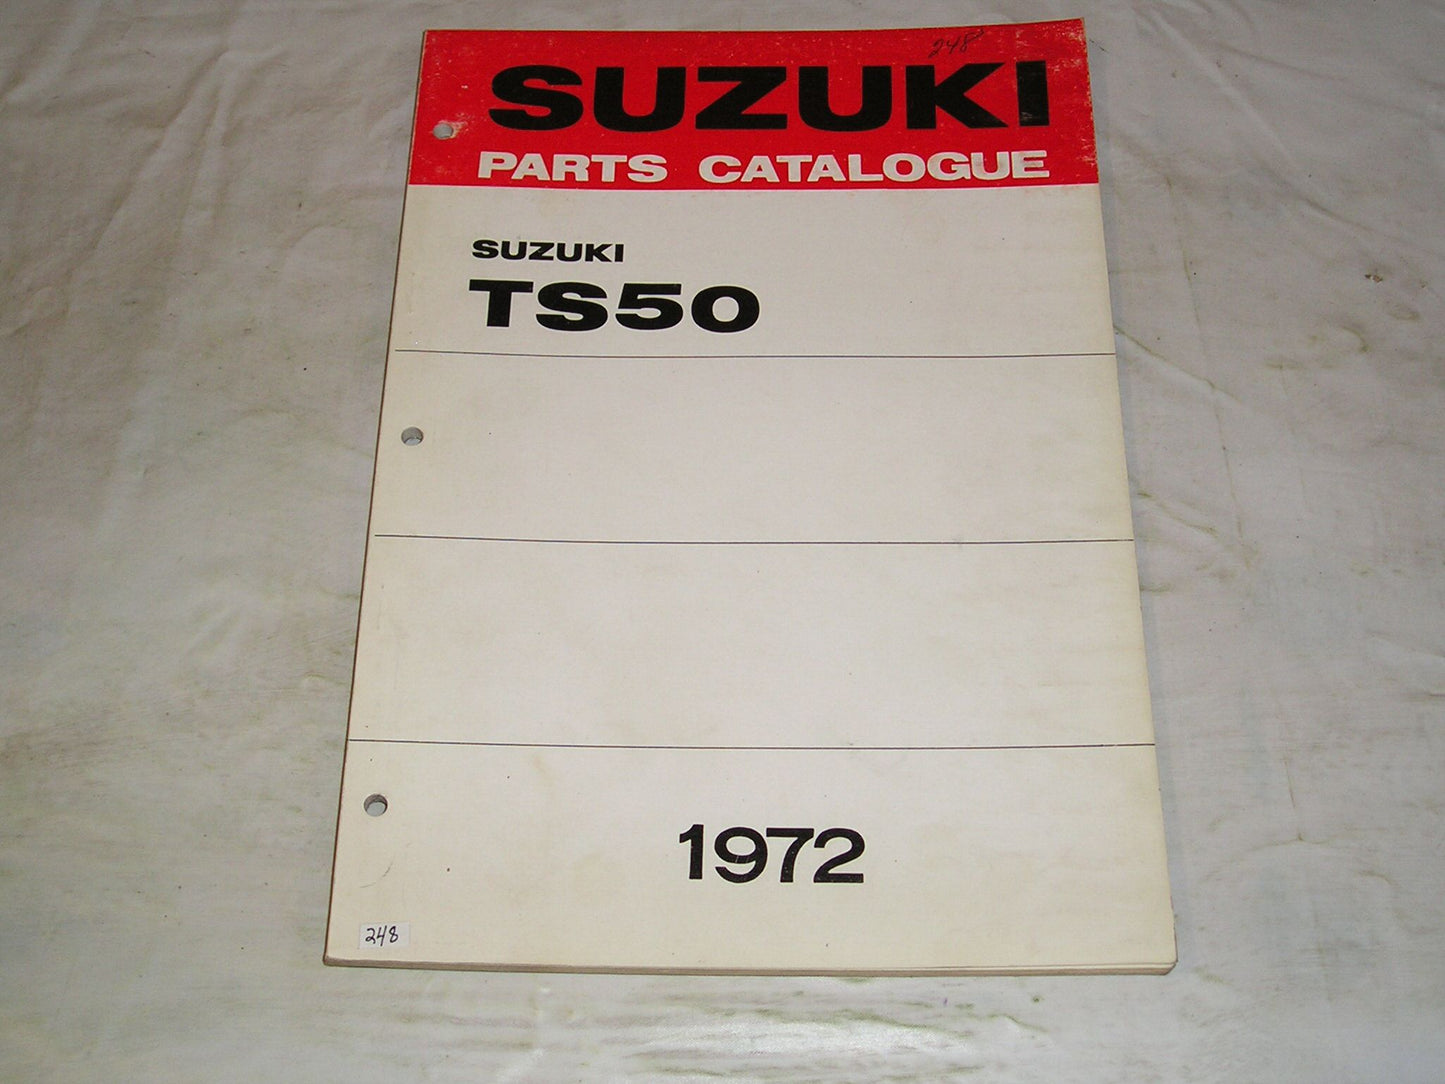 248
SUZUKI
PARTS CATALOGUE
SUZUKI
TS50
1972
248